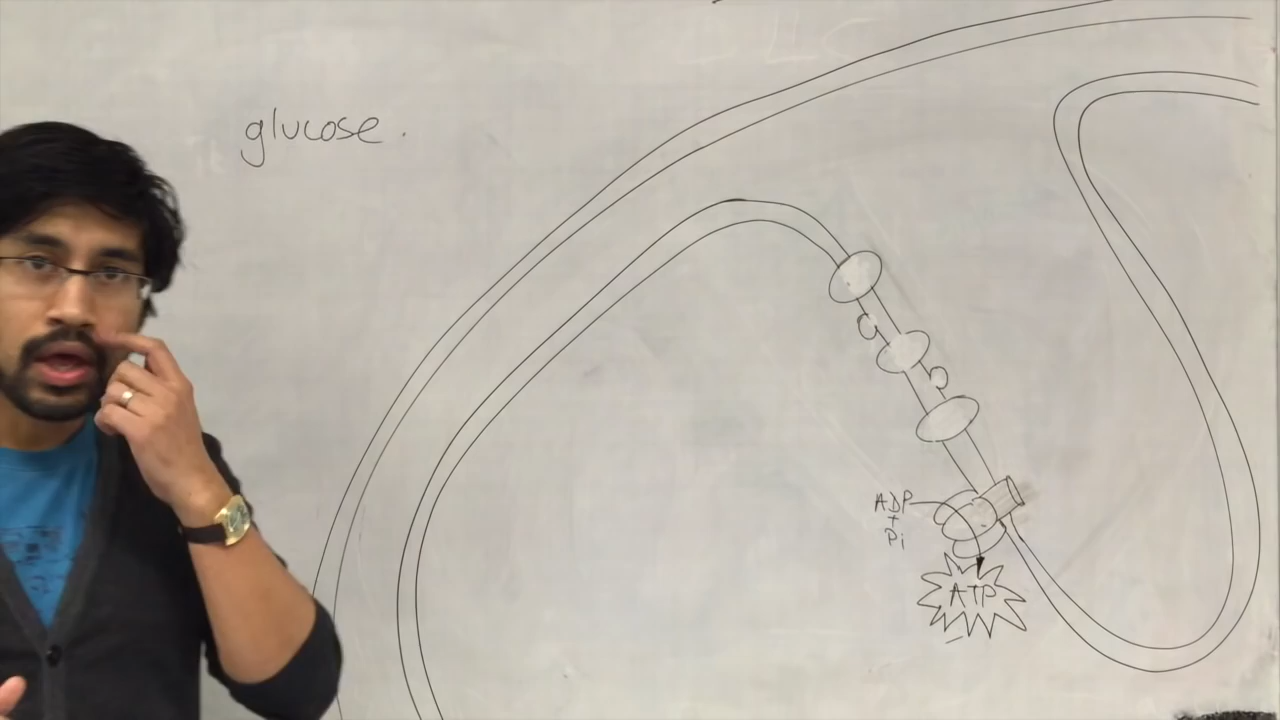 glucose.
ADP
+
Pi
ATP